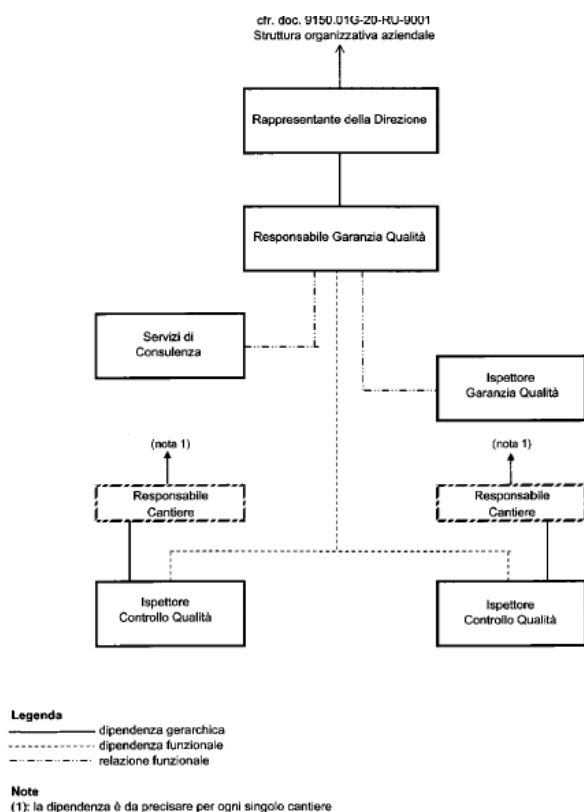 cfr. doc. 9150.01G-20-RU-9001
Struttura organizzativa aziendale
Rappresentante della Direzione
Responsabile Garanzia Qualità
Servizi di
Consulenza
Ispettore
Garanzia Qualità
(nota 1)
(nota 1)
Responsabile
Cantiere
Responsabile
Cantiere
Ispettore
Controllo Qualità
Ispettore
Controllo Qualità
Legenda
dipendenza gerarchica
dipendenza funzionale
relazione funzionale
Note
(1): la dipendenza è da precisare per ogni singolo cantiere